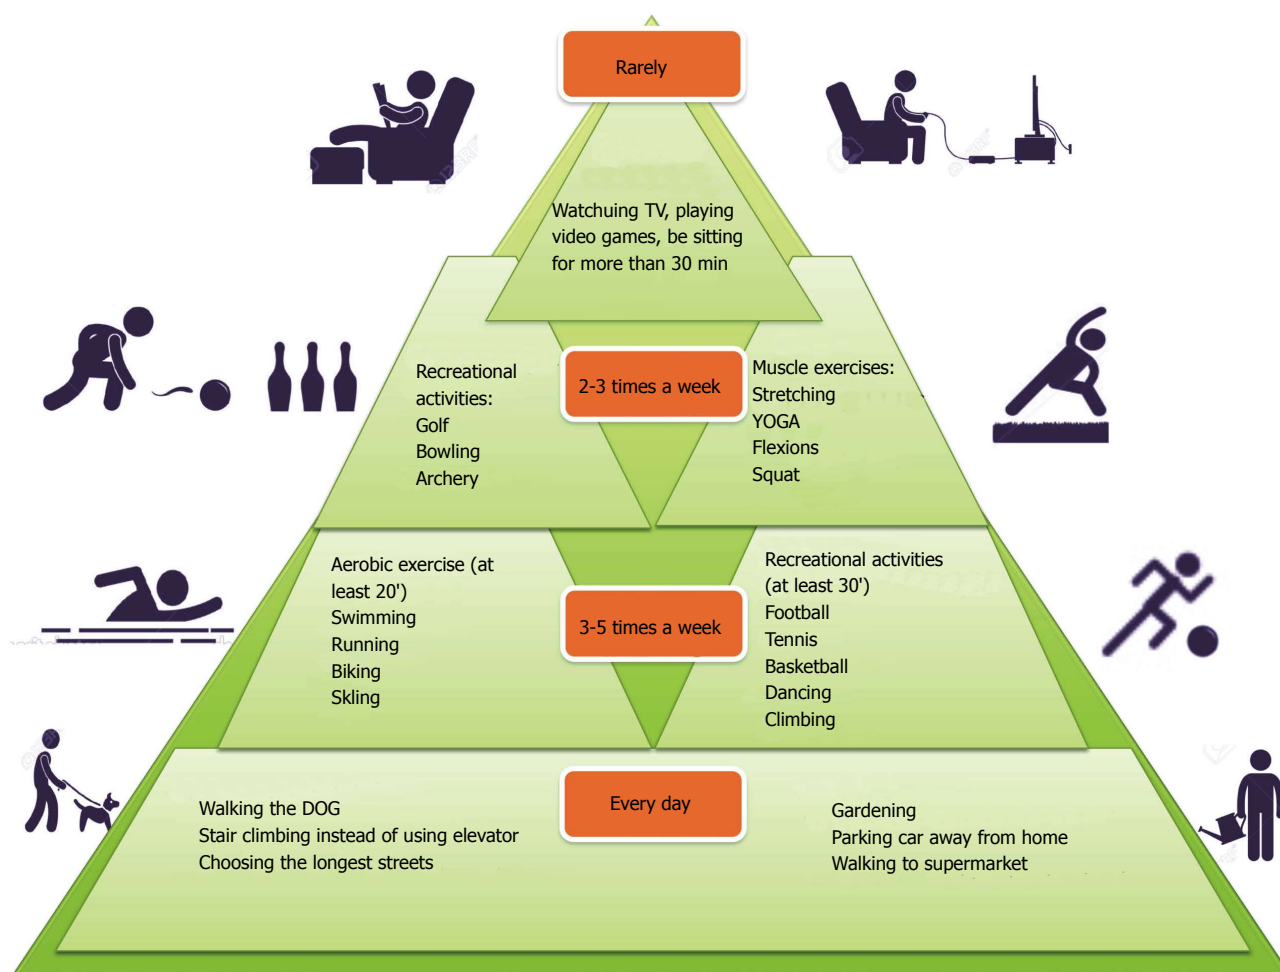 Rarely
Watchuing TV, playing
video games, be sitting
for more than 30 min
Recreational
activities:
Golf
Bowling
Archery
2-3 times a week
Muscle exercises:
Stretching
YOGA
Flexions
Squat
Aerobic exercise (at
least 20')
Swimming
Running
Biking
Skling
3-5 times a week
Recreational activities
(at least 30')
Football
Tennis
Basketball
Dancing
Climbing
Walking the DOG
Stair climbing instead of using elevator
Choosing the longest streets
Every day
Gardening
Parking car away from home
Walking to supermarket